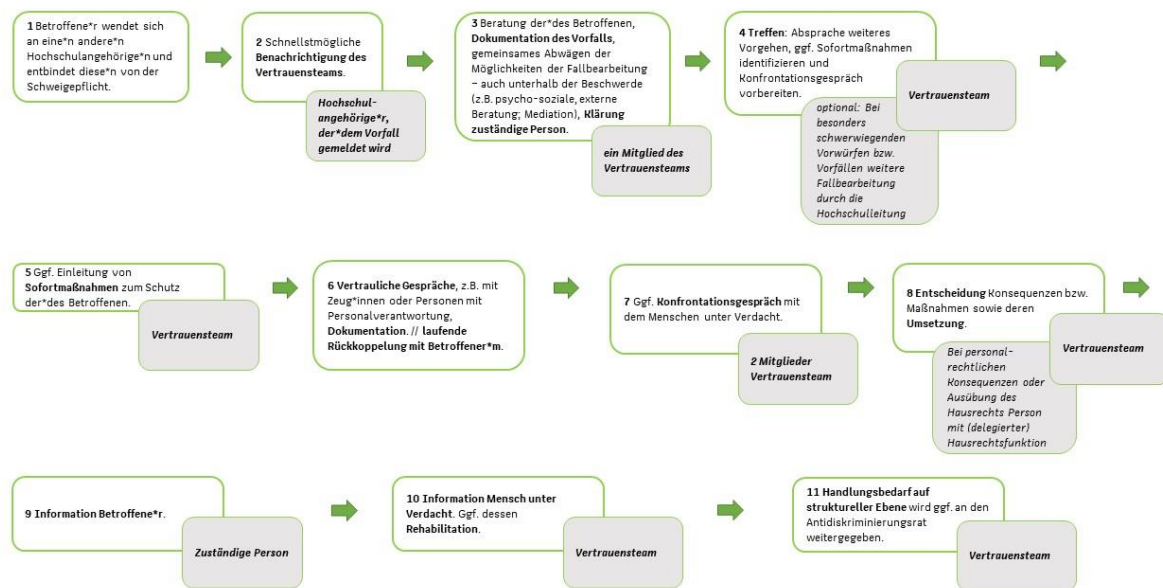 1 Betroffene*r wendet sich
an eine*n andere*n
Hochschulangehörige*n und
entbindet diese*n von der
Schweigepflicht.
2 Schnellstmögliche
Benachrichtigung des
Vertrauensteams.
Hochschul-
angehörige*r,
der*dem Vorfall
gemeldet wird
3 Beratung der*des Betroffenen,
Dokumentation des Vorfalls,
gemeinsames Abwägen der
Möglichkeiten der Fallbearbeitung
– auch unterhalb der Beschwerde
(z.B. psycho-soziale, externe
Beratung; Mediation), Klärung
zuständige Person.
ein Mitglied des
Vertrauensteams
4 Treffen: Absprache weiteres
Vorgehen, ggf. Sofortmaßnahmen
identifizieren und
Konfrontationsgespräch
vorbereiten.
Vertrauensteam
optional: Bei
besonders
schwerwiegenden
Vorwürfen bzw.
Vorfällen weitere
Fallbearbeitung
durch die
Hochschulleitung
5 Ggf. Einleitung von
Sofortmaßnahmen zum Schutz
der*des Betroffenen.
Vertrauensteam
6 Vertrauliche Gespräche, z.B. mit
Zeug*innen oder Personen mit
Personalverantwortung,
Dokumentation. // laufende
Rückkoppelung mit Betroffener*m.
7 Ggf. Konfrontationsgespräch mit
dem Menschen unter Verdacht.
2 Mitglieder
Vertrauensteam
8 Entscheidung Konsequenzen bzw.
Maßnahmen sowie deren
Umsetzung.
Vertrauensteam
Bei personal-
rechtlichen
Konsequenzen oder
Ausübung des
Hausrechts Person
mit (delegierter)
Hausrechtsfunktion
9 Information Betroffene*r.
Zuständige Person
10 Information Mensch unter
Verdacht. Ggf. dessen
Rehabilitation.
Vertrauensteam
11 Handlungsbedarf auf
struktureller Ebene wird ggf. an den
Antidiskriminierungsrat
weitergegeben.
Vertrauensteam